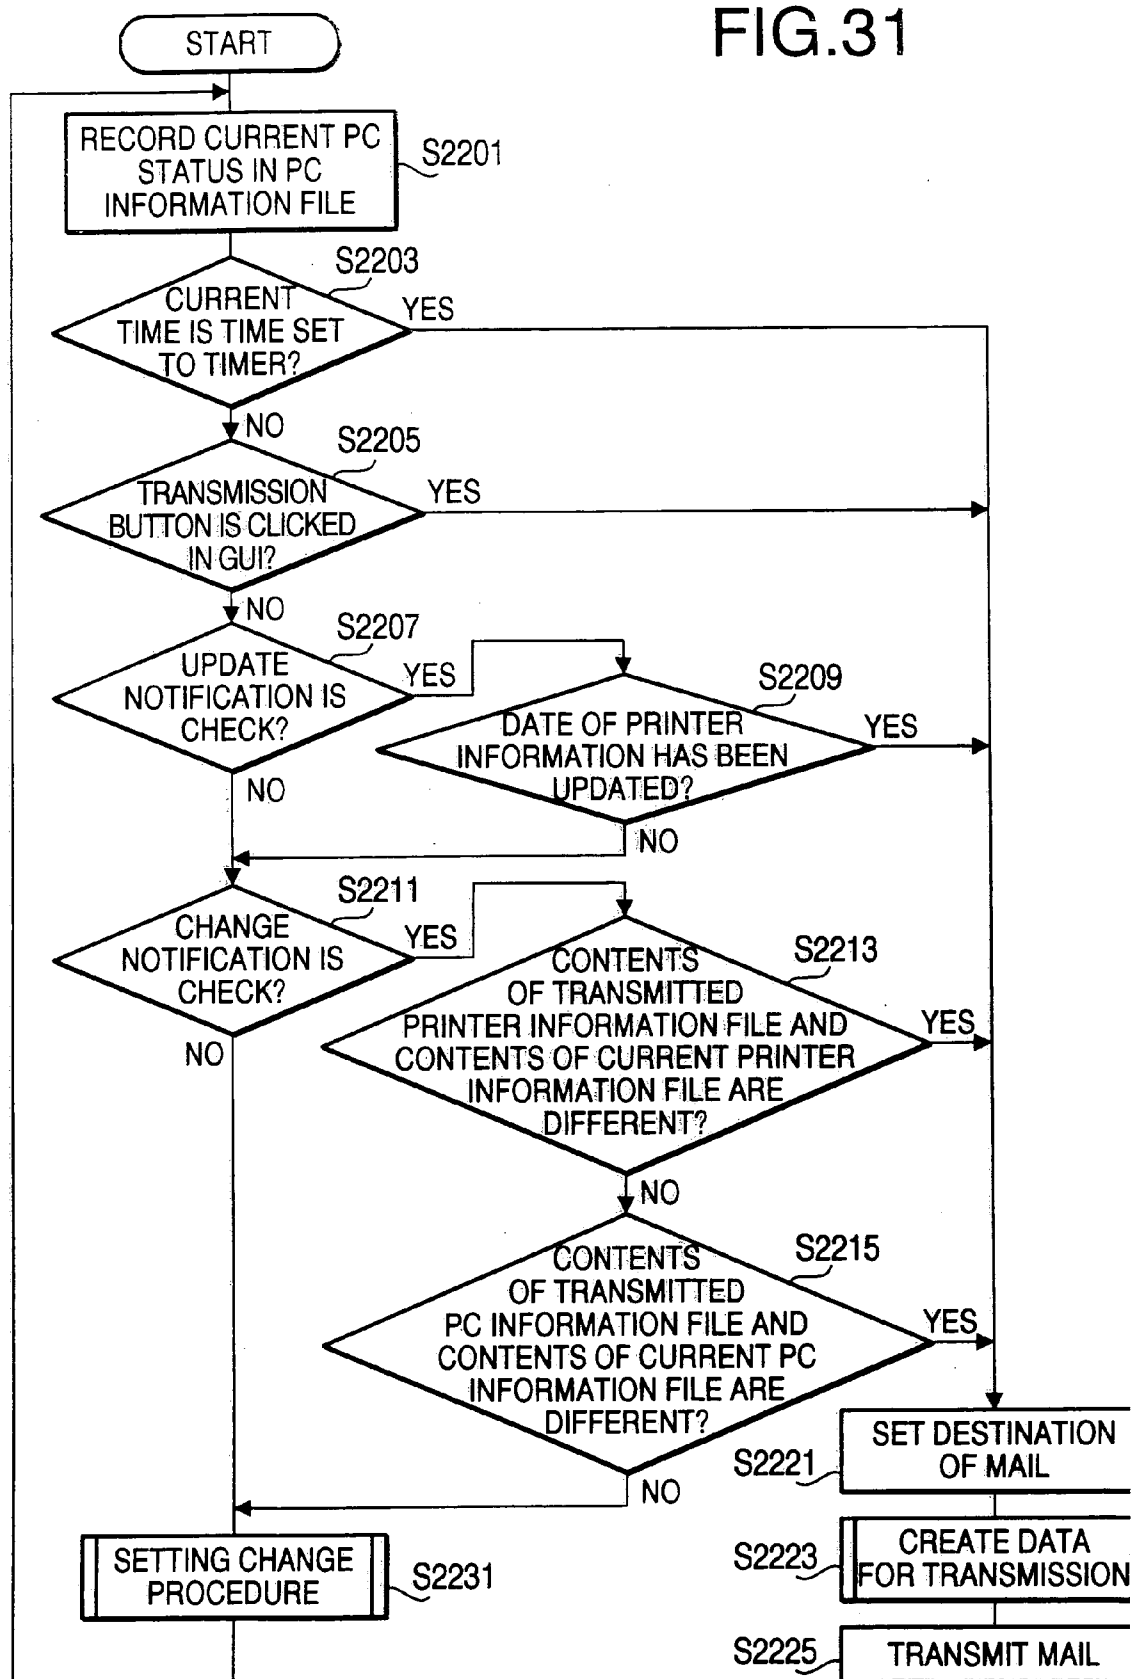 FIG.31
START
RECORD CURRENT PC
STATUS IN PC
INFORMATION FILE
S2201
S2203
CURRENT
TIME IS TIME SET
TO TIMER?
YES
NO
S2205
TRANSMISSION
BUTTON IS CLICKED
IN GUI?
YES
NO
S2207
UPDATE
NOTIFICATION IS
CHECK?
YES
NO
S2209
DATE OF PRINTER
INFORMATION HAS BEEN
UPDATED?
YES
NO
S2211
CHANGE
NOTIFICATION IS
CHECK?
YES
NO
S2213
CONTENTS
OF TRANSMITTED
PRINTER INFORMATION FILE AND
CONTENTS OF CURRENT PRINTER
INFORMATION FILE ARE
DIFFERENT?
YES
NO
S2215
CONTENTS
OF TRANSMITTED
PC INFORMATION FILE AND
CONTENTS OF CURRENT PC
INFORMATION FILE ARE
DIFFERENT?
YES
NO
SET DESTINATION
OF MAIL
S2221
CREATE DATA
FOR TRANSMISSION
S2223
SETTING CHANGE
PROCEDURE
S2231
S2225
TRANSMIT MAIL